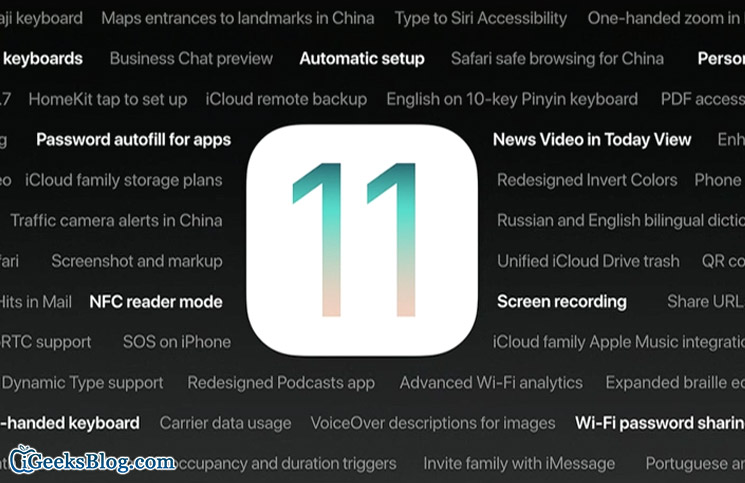 aji keyboard Maps entrances to landmarks in China Type to Siri Accessibility One-handed zoom in
keyboards Business Chat preview Automatic setup Safari safe browsing for China Person
.7 HomeKit tap to set up iCloud remote backup English on 10-key Pinyin keyboard PDF access
g Password autofill for apps News Video in Today View Enh
eo iCloud family storage plans Redesigned Invert Colors Phone
11
Traffic camera alerts in China Russian and English bilingual dictio
fari Screenshot and markup Unified iCloud Drive trash QR co
Hits in Mail NFC reader mode Screen recording Share URL
RTC support SOS on iPhone iCloud family Apple Music integratio
Dynamic Type support Redesigned Podcasts app Advanced Wi-Fi analytics Expanded braille ed
-handed keyboard Carrier data usage VoiceOver descriptions for images Wi-Fi password sharin
iGeeksBlog.com occupancy and duration triggers Invite family with iMessage Portuguese an